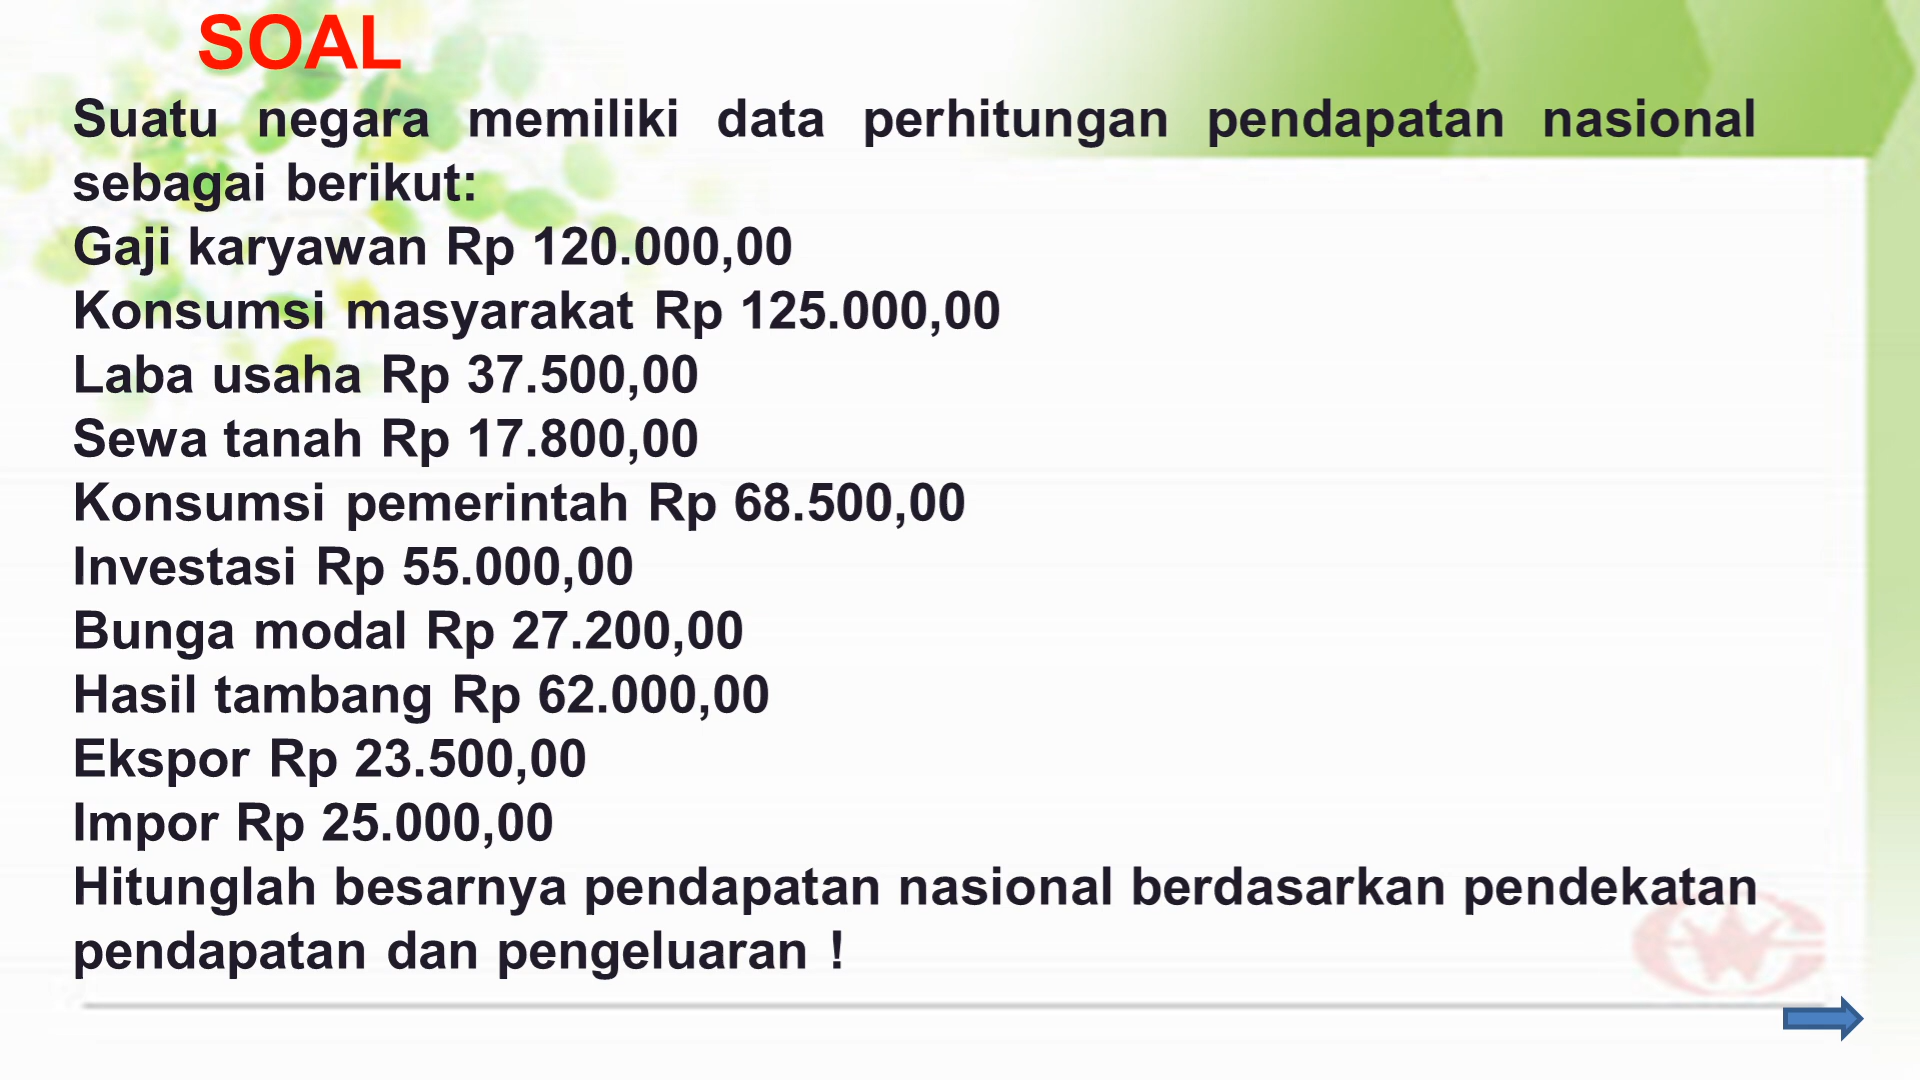 SOAL
Suatu negara memiliki data perhitungan pendapatan nasional
sebagai berikut:
Gaji karyawan Rp 120.000,00
Konsumsi masyarakat Rp 125.000,00
Laba usaha Rp 37.500,00
Sewa tanah Rp 17.800,00
Konsumsi pemerintah Rp 68.500,00
Investasi Rp 55.000,00
Bunga modal Rp 27.200,00
Hasil tambang Rp 62.000,00
Ekspor Rp 23.500,00
Impor Rp 25.000,00
Hitunglah besarnya pendapatan nasional berdasarkan pendekatan
pendapatan dan pengeluaran !